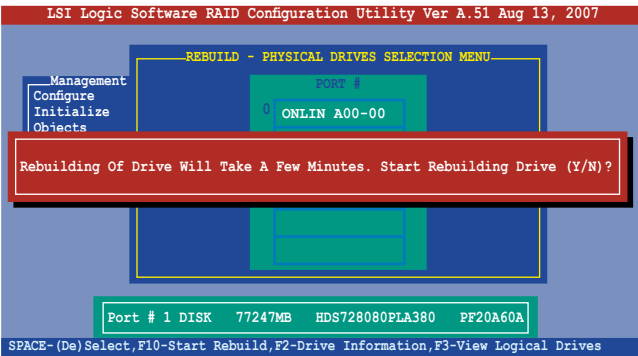 LSI Logic Software RAID Configuration Utility Ver A.51 Aug 13, 2007
REBUILD - PHYSICAL DRIVES SELECTION MENU
Management
PORT #
Configure
Initialize
0 ONLIN A00-00
Objects
Rebuilding Of Drive Will Take A Few Minutes. Start Rebuilding Drive (Y/N)?
Port # 1 DISK 77247MB HDS728080PLA380 PF20A60A
SPACE-(De)Select,F10-Start Rebuild,F2-Drive Information,F3-View Logical Drives